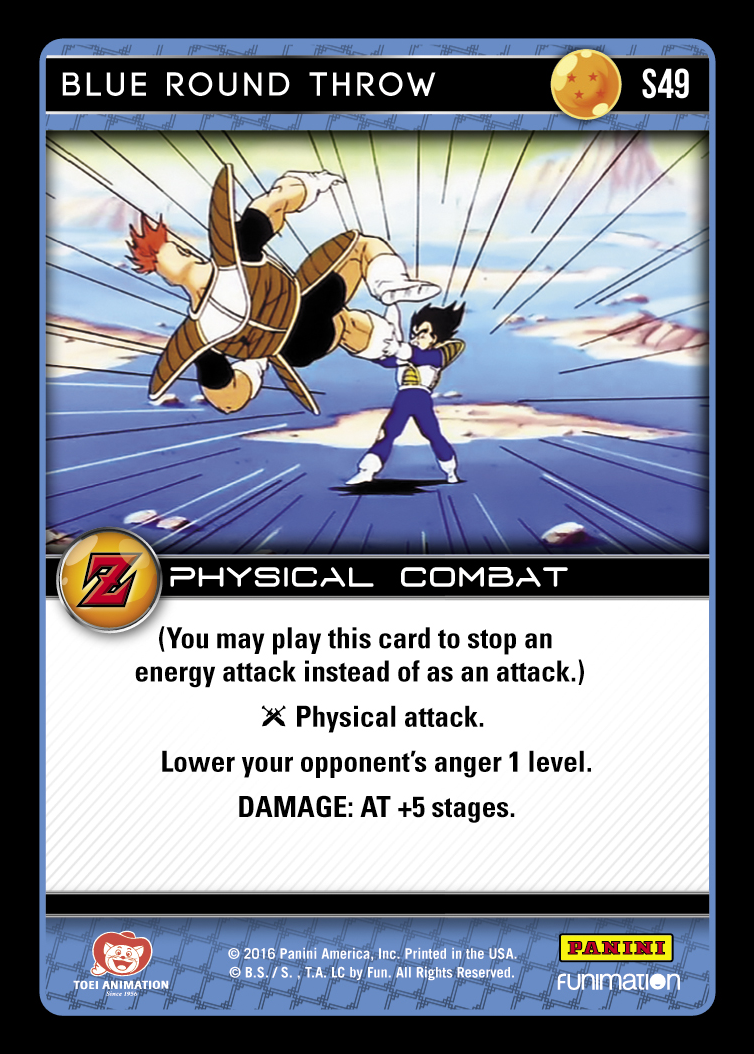 BLUE ROUND THROW
S49
Z
PHYSICAL COMBAT
(You may play this card to stop an
energy attack instead of as an attack.)
Physical attack.
Lower your opponent's anger 1 level.
DAMAGE: AT +5 stages.
TOEI ANIMATION
Since 1956
© 2016 Panini America, Inc. Printed in the USA.
© B.S. / S. , T.A. LC by Fun. All Rights Reserved.
PANINI
FUNIMATION